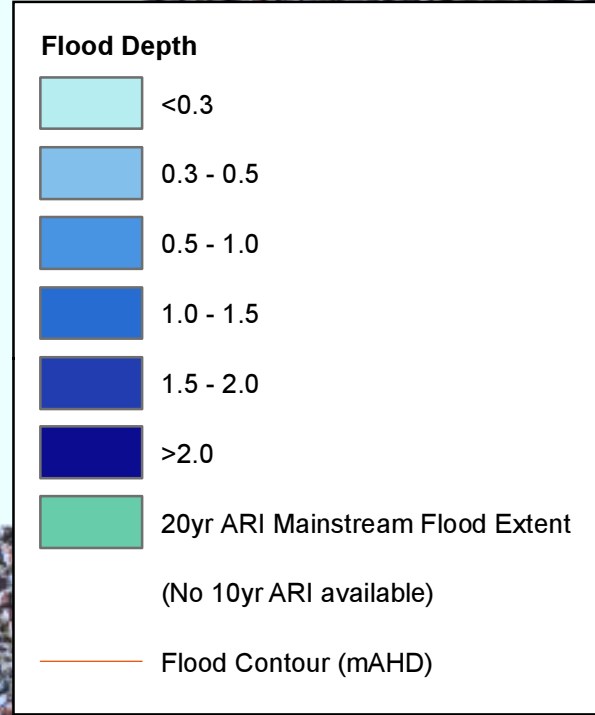 Flood Depth
<0.3
0.3 - 0.5
0.5 - 1.0
1.0 - 1.5
1.5 - 2.0
>2.0
20yr ARI Mainstream Flood Extent
(No 10yr ARI available)
Flood Contour (mAHD)